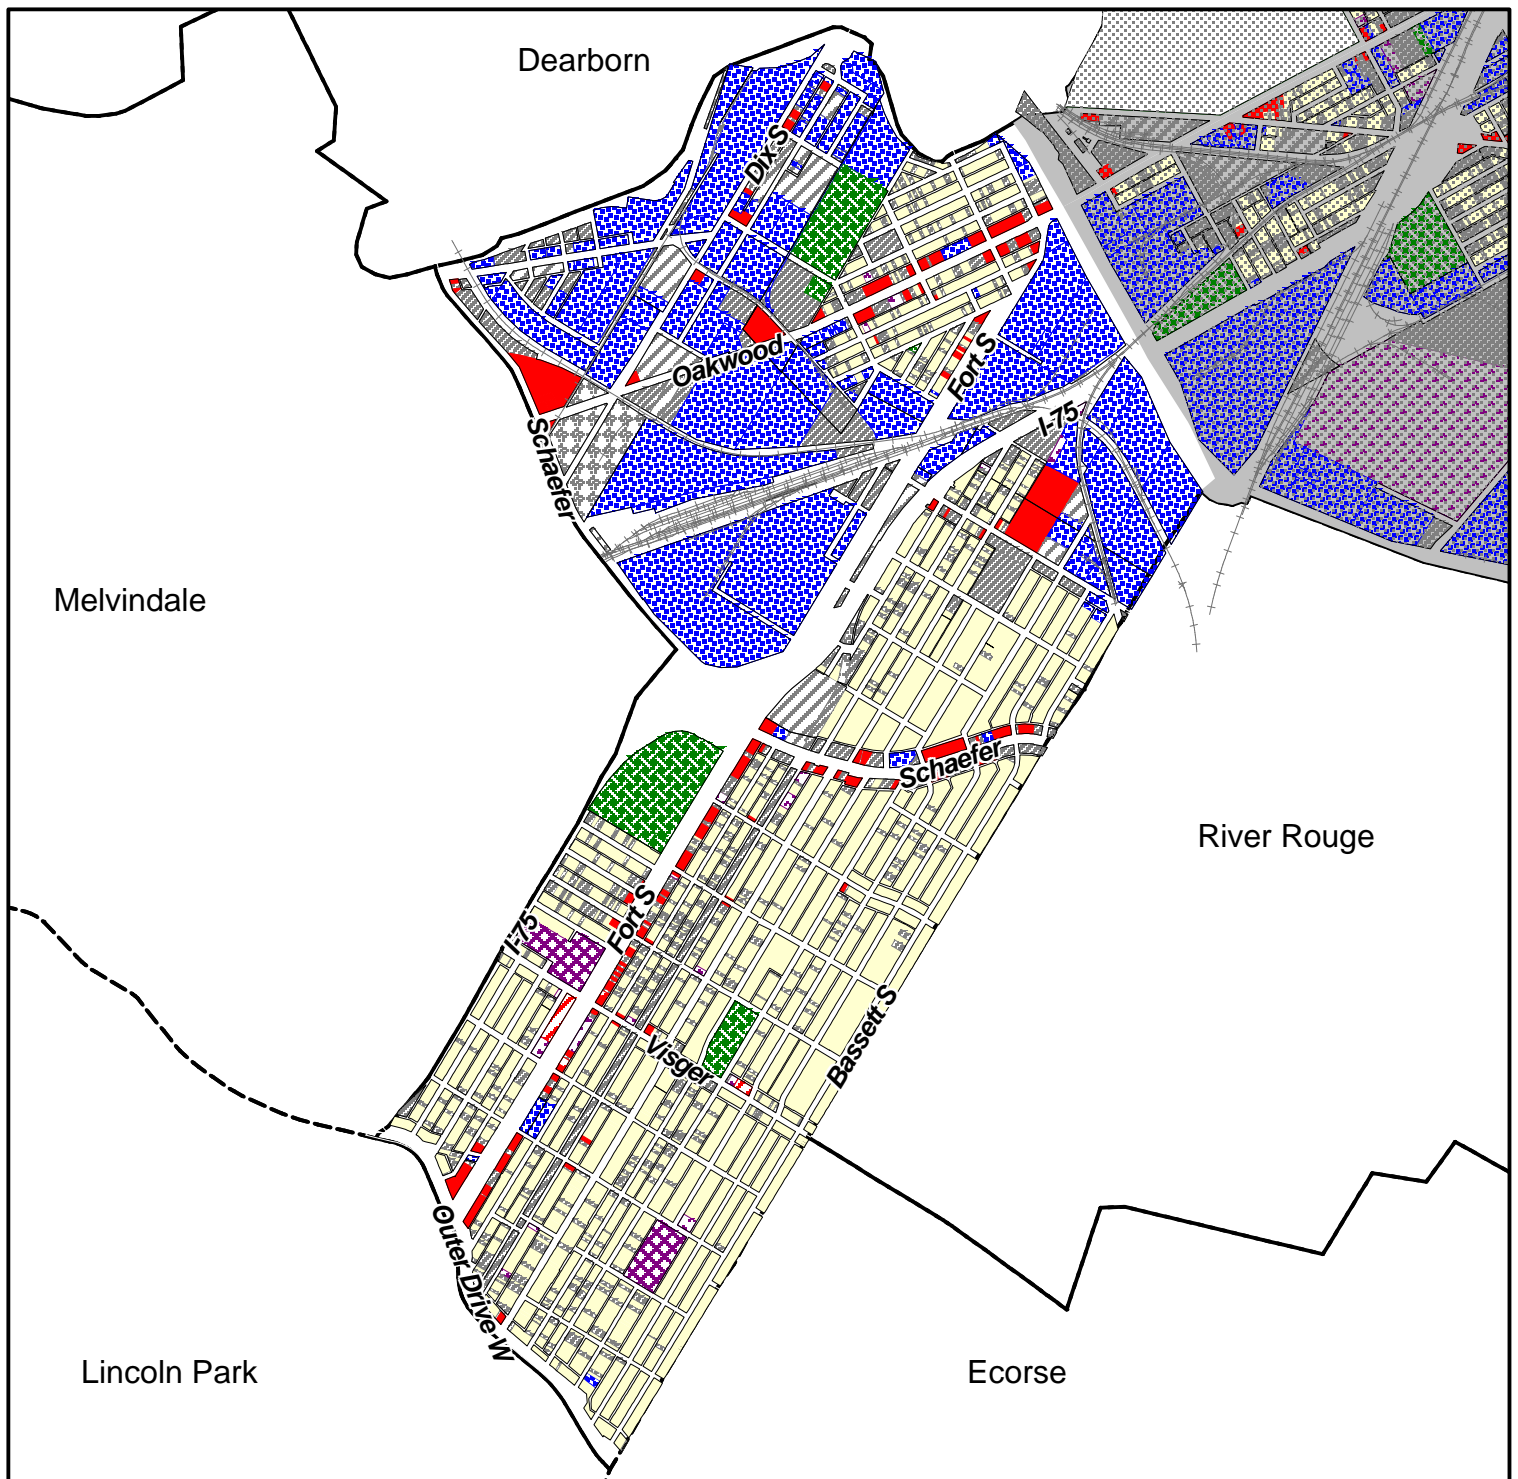 Dearborn
Dix S
Oakwood
Fort S
I-75
Schaefer
Melvindale
Schaefer
River Rouge
Fort S
I-75
Bassett S
Visger
Outer Drive W
Lincoln Park
Ecorse